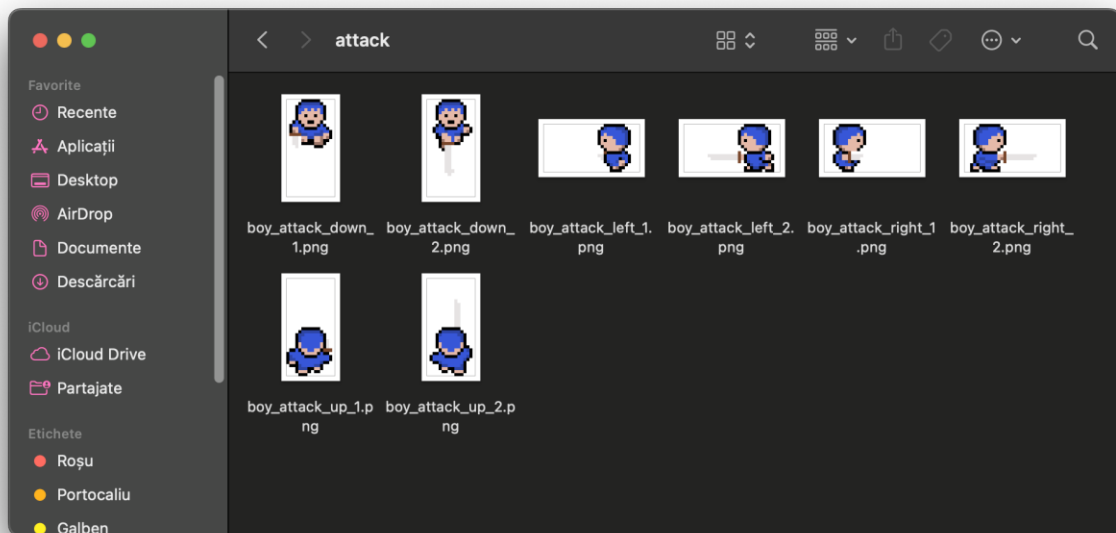 attack
Favorite
Recente
Aplicații
Desktop
AirDrop
Documente
Descărcări
iCloud
iCloud Drive
Partajate
Etichete
Roșu
Portocaliu
Galben
boy_attack_down_
1.png
boy_attack_down_
2.png
boy_attack_left_1.
png
boy_attack_left_2.
png
boy_attack_right_1
.png
boy_attack_right_
2.png
boy_attack_up_1.p
ng
boy_attack_up_2.p
ng